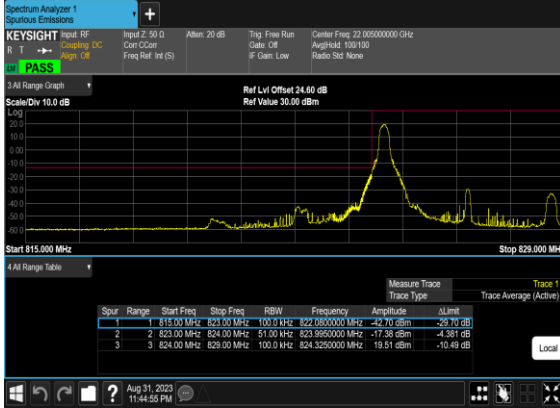 Spectrum Analyzer 1
Spurious Emissions
+
KEYSIGHT Input: RF Input Z: 50 Ω Atten: 20 dB Trig: Free Run Center Freq: 22.005000000 GHz
R T Coupling: DC Corr CCorr Gate: Off Avg|Hold: 100/100
Align: Off Freq Ref: Int (S) IF Gain: Low Radio Std: None
PASS
3 All Range Graph
Ref Lvl Offset 24.60 dB
Scale/Div 10.0 dB Ref Value 30.00 dBm
Log
20.0
10.0
0.00
-10.0
-20.0
-30.0
-40.0
-50.0
-60.0
Start 815.000 MHz Stop 829.000 MH
4 All Range Table
Measure Trace Trace 1
Trace Type Trace Average (Active)
Spur Range Start Freq Stop Freq RBW Frequency Amplitude ΔLimit
1 1 815.00 MHz 823.00 MHz 100.0 kHz 822.0800000 MHz -42.70 dBm -29.70 dB
2 2 823.00 MHz 824.00 MHz 51.00 kHz 823.9950000 MHz -17.38 dBm -4.381 dB
3 3 824.00 MHz 829.00 MHz 100.0 kHz 824.3250000 MHz 19.51 dBm -10.49 dB
Local
?
Aug 31, 2023
11:44:55 PM